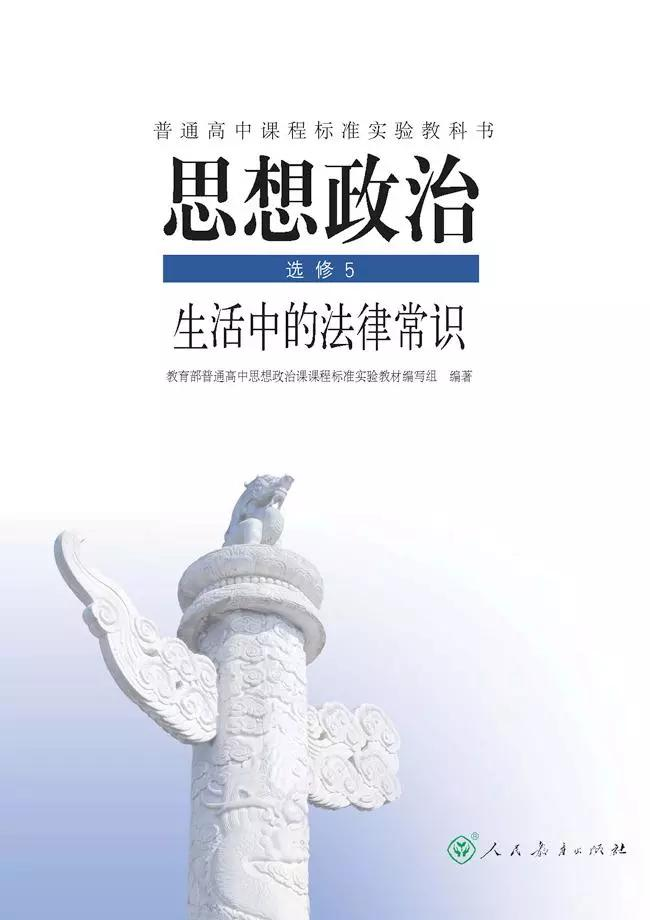 普通高中课程标准实验教科书
思想政治
选修 5
生活中的法律常识
教育部普通高中思想政治课课程标准实验教材编写组 编著
®
人民教育出版社